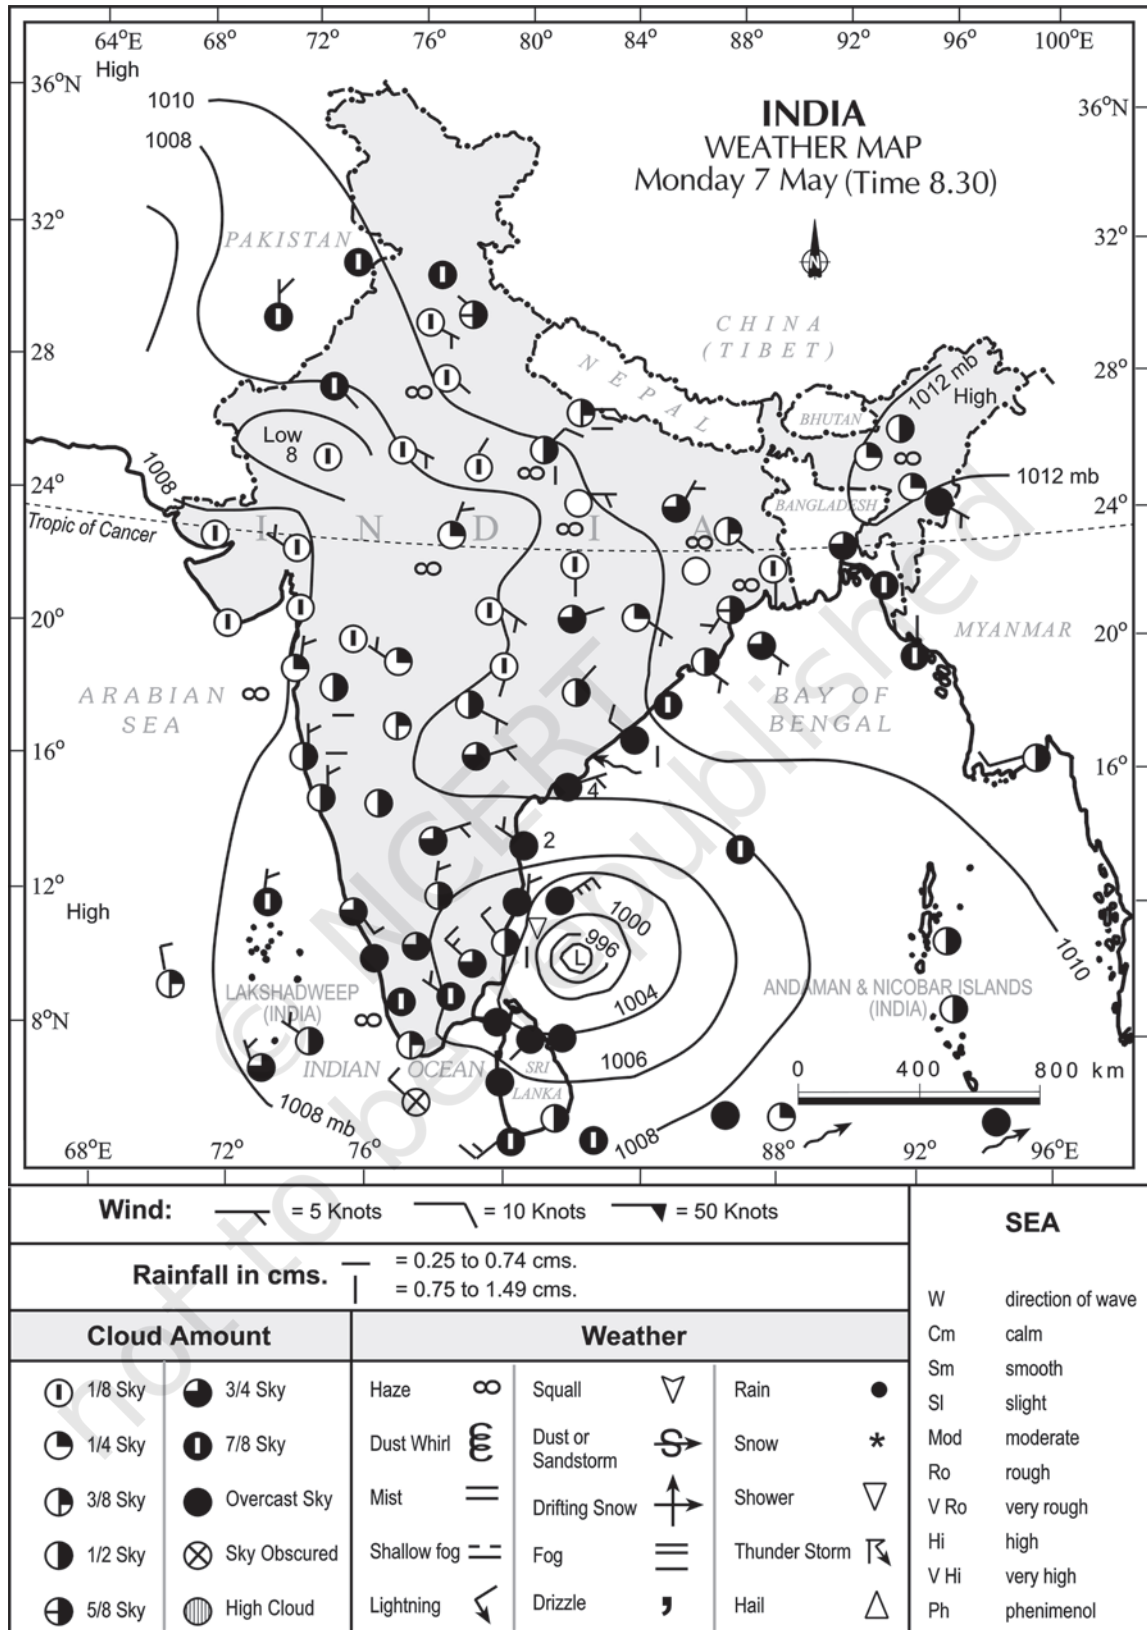 64°E 68° 72° 76° 80° 84° 88° 92° 96° 100°E
High
36°N
36°N
1010
1008
INDIA
WEATHER MAP
Monday 7 May (Time 8.30)
N
32°
32°
PAKISTAN
CHINA
(TIBET)
NEPAL
28°
28°
1012 mb
High
BHUTAN
Low
8
1008
1012 mb
24°
24°
BANGLADESH
Tropic of Cancer
INDIA
20°
20°
MYANMAR
ARABIAN
SEA
BAY OF
BENGAL
16°
16°
4
2
12°
12°
High
1000
996
L
1010
LAKSHADWEEP
(INDIA)
1004
ANDAMAN & NICOBAR ISLANDS
(INDIA)
8°N
1006
INDIAN OCEAN
SRI
LANKA
0 400 800 km
1008 mb
1008
68°E 72° 76° 88° 92° 96°E
© NCERT
not to be republished
Wind: = 5 Knots = 10 Knots = 50 Knots
Rainfall in cms. = 0.25 to 0.74 cms.
= 0.75 to 1.49 cms.
Cloud Amount
1/8 Sky 3/4 Sky
1/4 Sky 7/8 Sky
3/8 Sky Overcast Sky
1/2 Sky Sky Obscured
5/8 Sky High Cloud
Weather
Haze Squall Rain
Dust Whirl Dust or
Sandstorm Snow
Mist Drifting Snow Shower
Shallow fog Fog Thunder Storm
Lightning Drizzle Hail
SEA
W direction of wave
Cm calm
Sm smooth
Sl slight
Mod moderate
Ro rough
V Ro very rough
Hi high
V Hi very high
Ph phenimenol